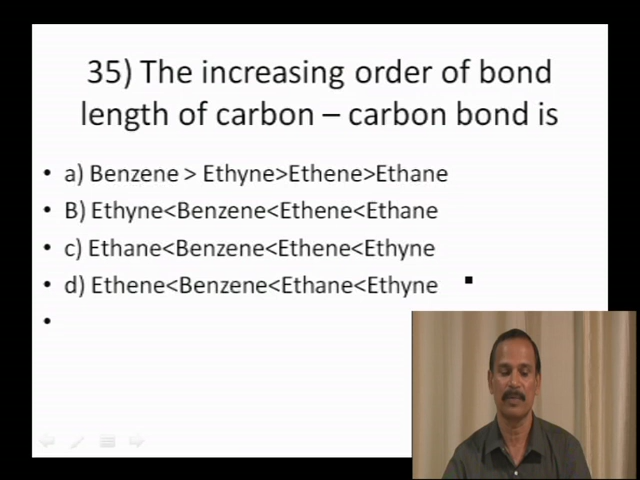 35) The increasing order of bond
length of carbon – carbon bond is
• a) Benzene > Ethyne>Ethene>Ethane
• B) Ethyne<Benzene<Ethene<Ethane
• c) Ethane<Benzene<Ethene<Ethyne
• d) Ethene<Benzene<Ethane<Ethyne
•